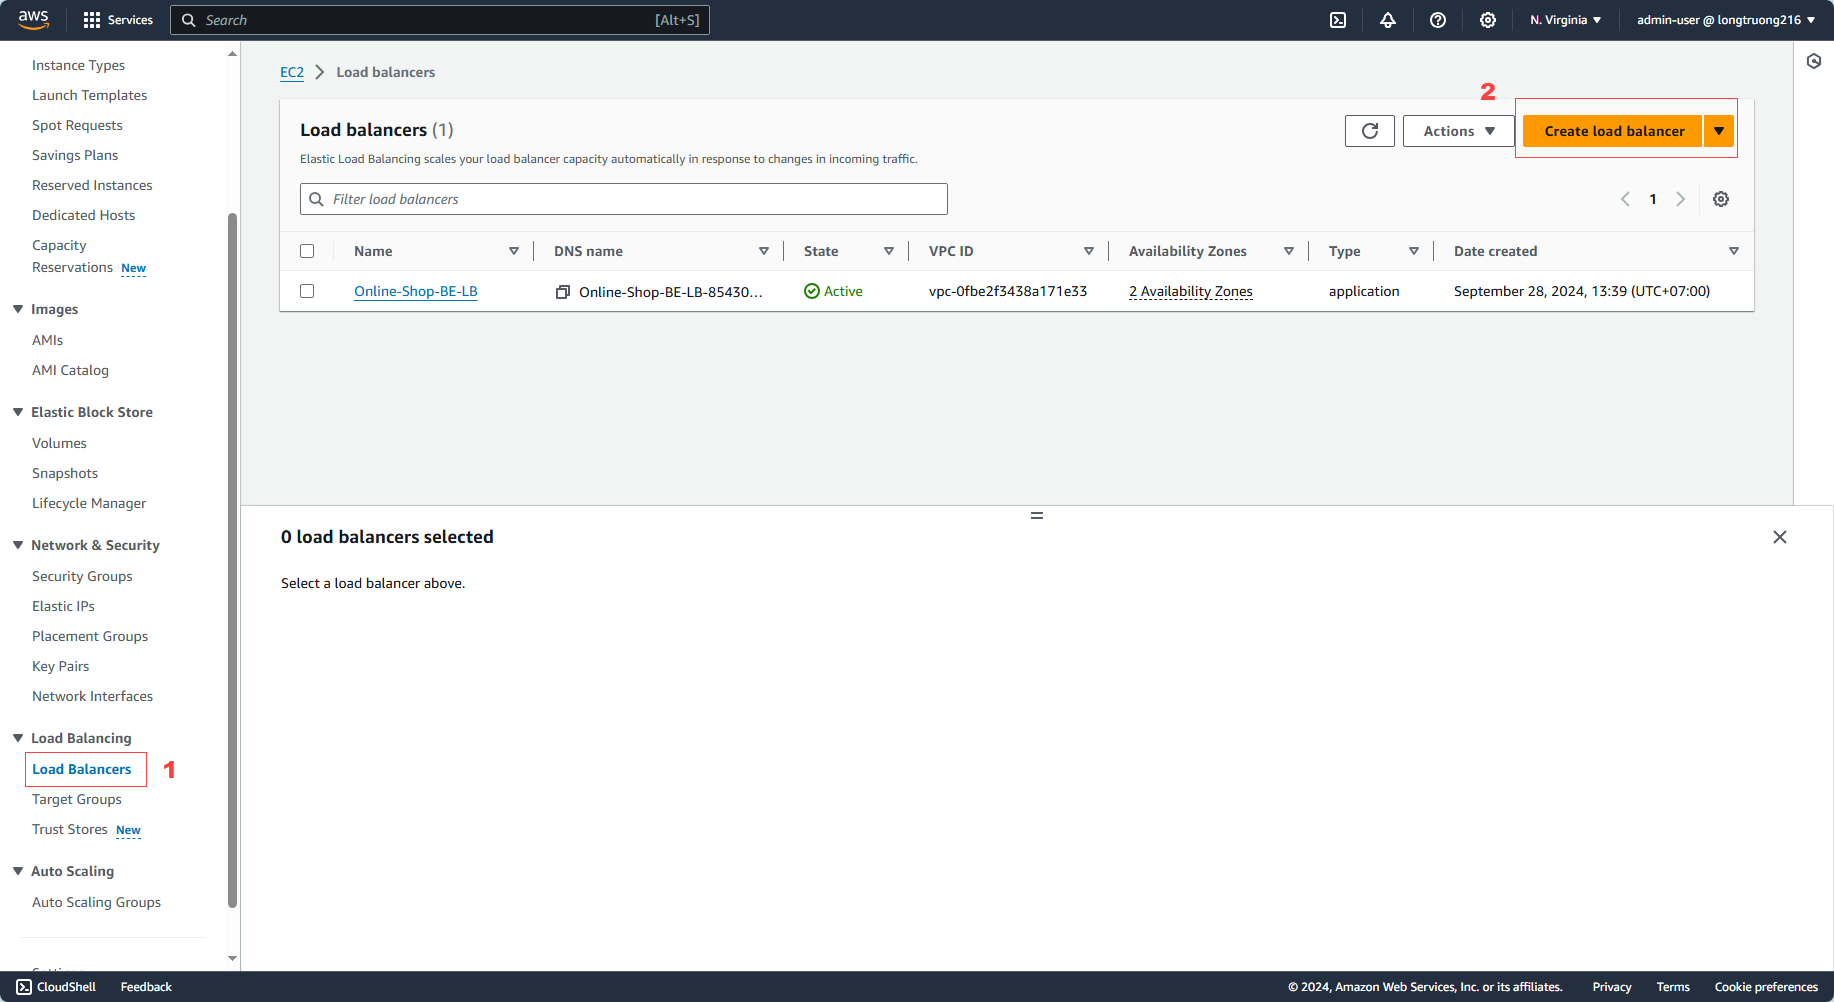 aws
Services
Search
[Alt+S]
N. Virginia
admin-user @ longtruong216
Instance Types
Launch Templates
Spot Requests
Savings Plans
Reserved Instances
Dedicated Hosts
Capacity
Reservations New
Images
AMIs
AMI Catalog
Elastic Block Store
Volumes
Snapshots
Lifecycle Manager
Network & Security
Security Groups
Elastic IPs
Placement Groups
Key Pairs
Network Interfaces
Load Balancing
Load Balancers 1
Target Groups
Trust Stores New
Auto Scaling
Auto Scaling Groups
EC2 > Load balancers
2
Load balancers (1)
Actions
Create load balancer
Elastic Load Balancing scales your load balancer capacity automatically in response to changes in incoming traffic.
Filter load balancers
1
Name DNS name State VPC ID Availability Zones Type Date created
Online-Shop-BE-LB Online-Shop-BE-LB-85430... Active vpc-0fbe2f3438a171e33 2 Availability Zones application September 28, 2024, 13:39 (UTC+07:00)
0 load balancers selected
Select a load balancer above.
CloudShell Feedback
© 2024, Amazon Web Services, Inc. or its affiliates. Privacy Terms Cookie preferences